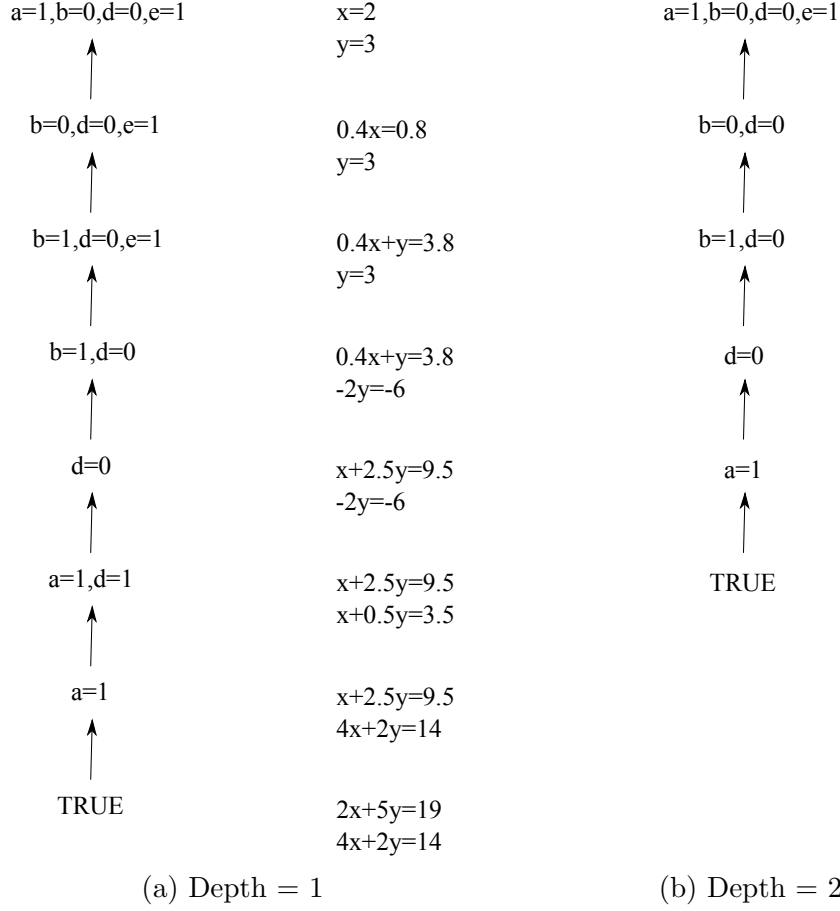 a=1,b=0,d=0,e=1
b=0,d=0,e=1
b=1,d=0,e=1
b=1,d=0
d=0
a=1,d=1
a=1
TRUE
x=2
y=3
0.4x=0.8
y=3
0.4x+y=3.8
y=3
0.4x+y=3.8
-2y=-6
x+2.5y=9.5
-2y=-6
x+2.5y=9.5
x+0.5y=3.5
x+2.5y=9.5
4x+2y=14
2x+5y=19
4x+2y=14
(a) Depth = 1
a=1,b=0,d=0,e=1
b=0,d=0
b=1,d=0
d=0
a=1
TRUE
(b) Depth = 2